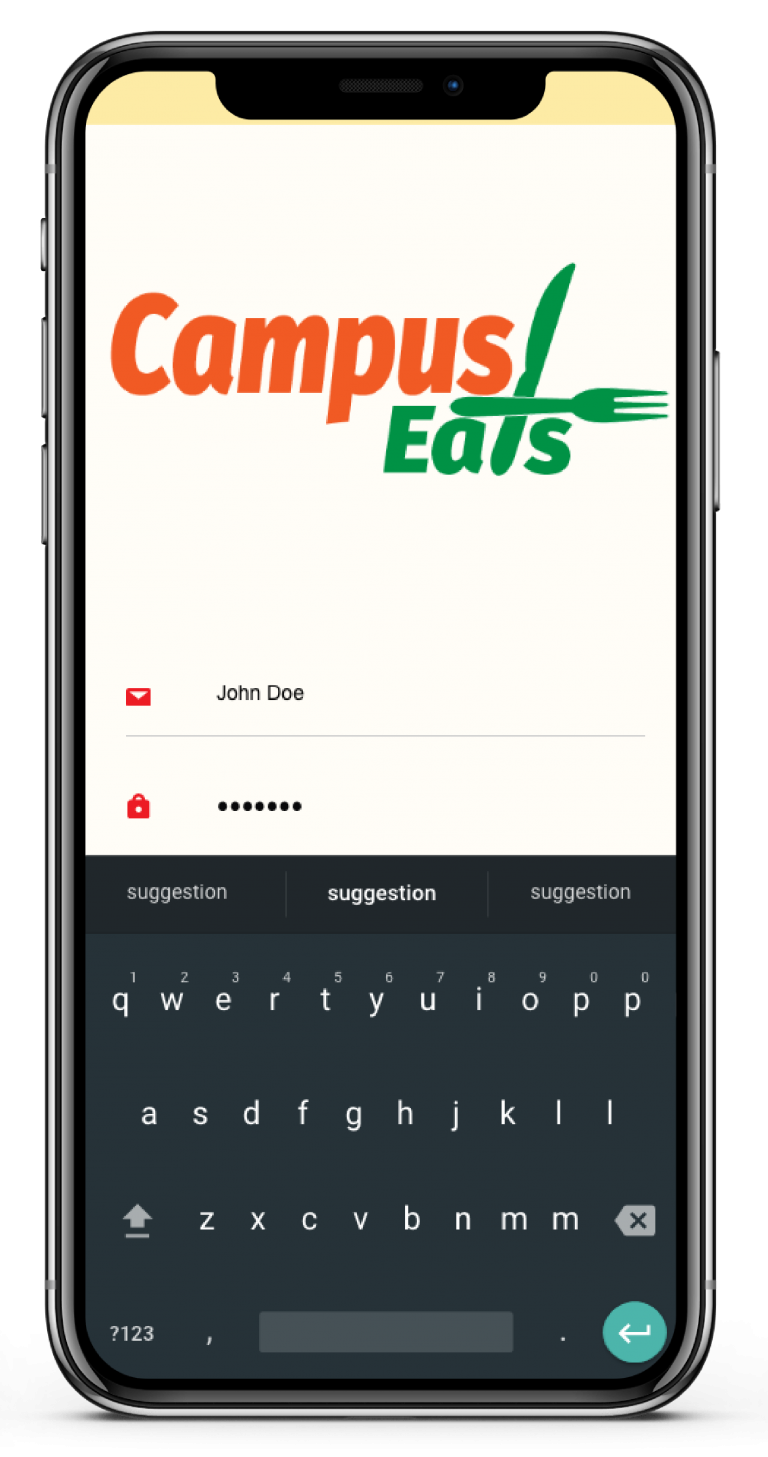 Campus
Eats
John Doe
•••••••
suggestion suggestion suggestion
1 2 3 4 5 6 7 8 9 0 0
q w e r t y u i o p p
a s d f g h j k l l
z x c v b n m m
?123 , .